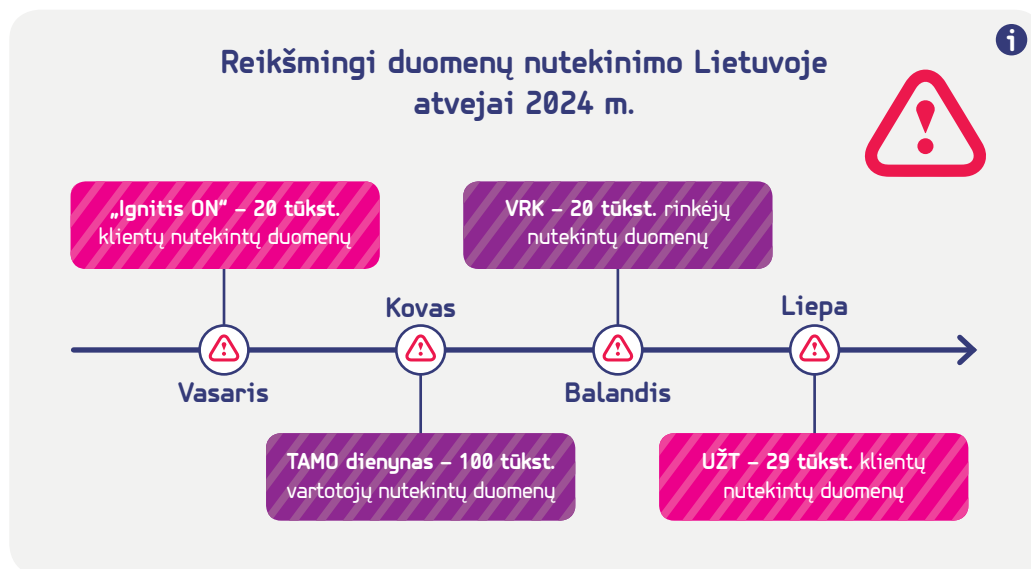 Reikšmingi duomenų nutekinimo Lietuvoje
atvejai 2024 m.
„Ignitis ON“ – 20 tūkst.
klientų nutekintų duomenų
VRK – 20 tūkst. rinkėjų
nutekintų duomenų
Kovas
Liepa
Vasaris
Balandis
TAMO dienynas – 100 tūkst.
vartotojų nutekintų duomenų
UŽT – 29 tūkst. klientų
nutekintų duomenų